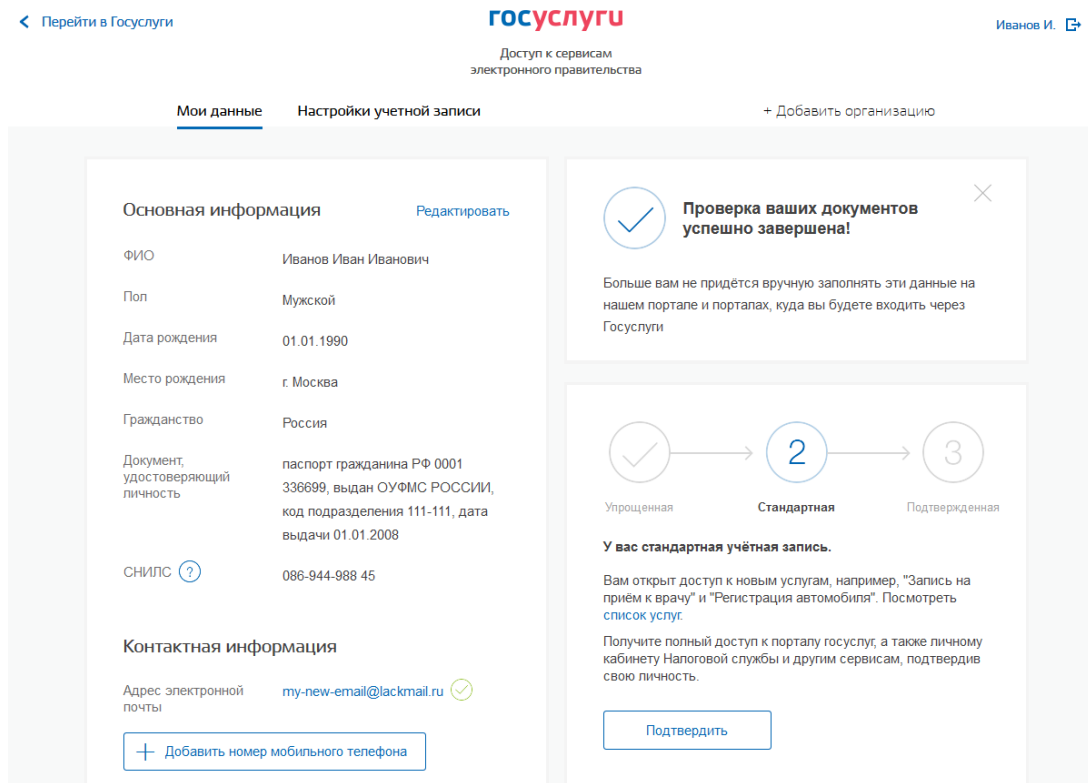 Перейти в Госуслуги
госуслуги
Иванов И.
Доступ к сервисам
электронного правительства
Мои данные
Настройки учетной записи
+ Добавить организацию
Основная информация
Редактировать
ФИО
Иванов Иван Иванович
Пол
Мужской
Дата рождения
01.01.1990
Место рождения
г. Москва
Гражданство
Россия
Документ,
удостоверяющий
личность
паспорт гражданина РФ 0001
336699, выдан ОУФМС РОССИИ,
код подразделения 111-111, дата
выдачи 01.01.2008
СНИЛС ?
086-944-988 45
Контактная информация
Адрес электронной
почты
my-new-email@lackmail.ru
Добавить номер мобильного телефона
Проверка ваших документов
успешно завершена!
Больше вам не придётся вручную заполнять эти данные на
нашем портале и порталах, куда вы будете входить через
Госуслуги
2
3
Упрощенная
Стандартная
Подтвержденная
У вас стандартная учётная запись.
Вам открыт доступ к новым услугам, например, "Запись на
приём к врачу" и "Регистрация автомобиля". Посмотреть
список услуг.
Получите полный доступ к порталу госуслуг, а также личному
кабинету Налоговой службы и другим сервисам, подтвердив
свою личность.
Подтвердить